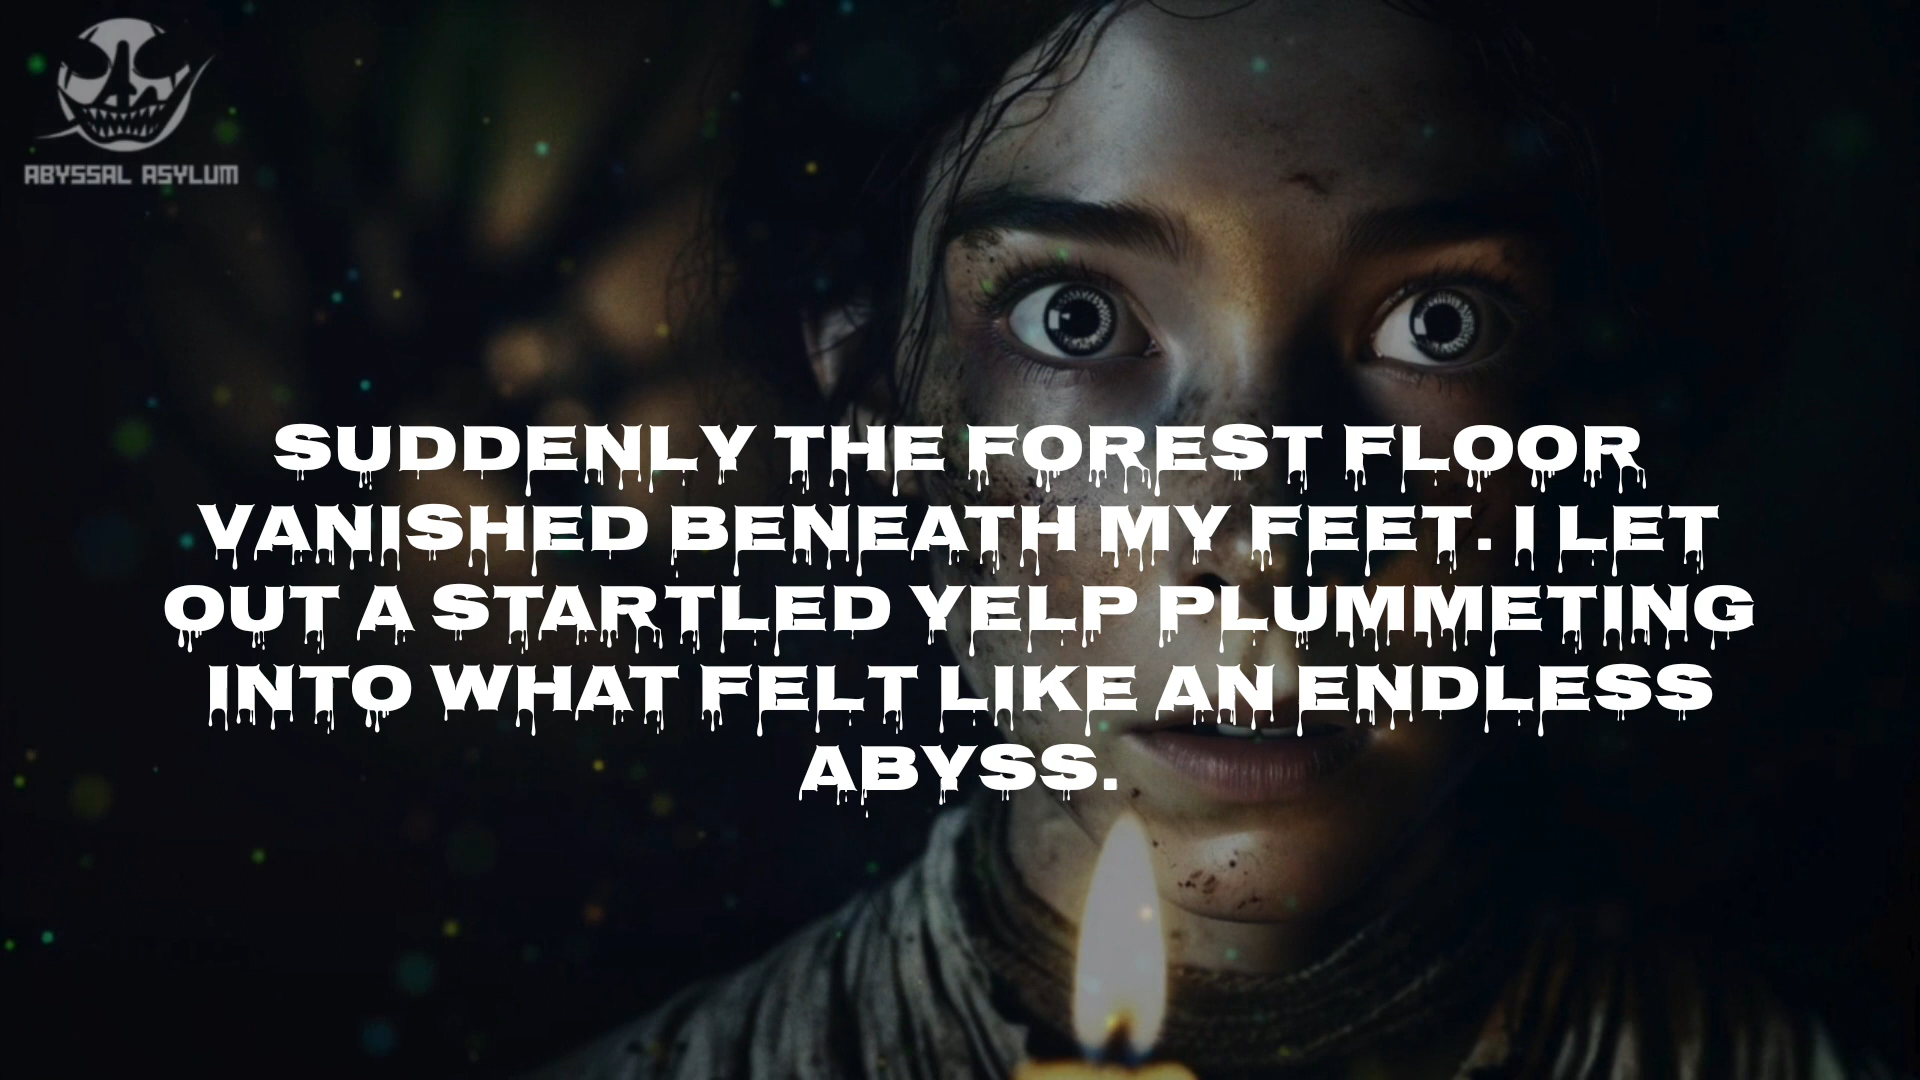 ABYSSAL ASYLUM
SUDDENLY THE FOREST FLOOR
VANISHED BENEATH MY FEET. I LET
OUT A STARTLED YELP PLUMMETING
INTO WHAT FELT LIKE AN ENDLESS
ABYSS.